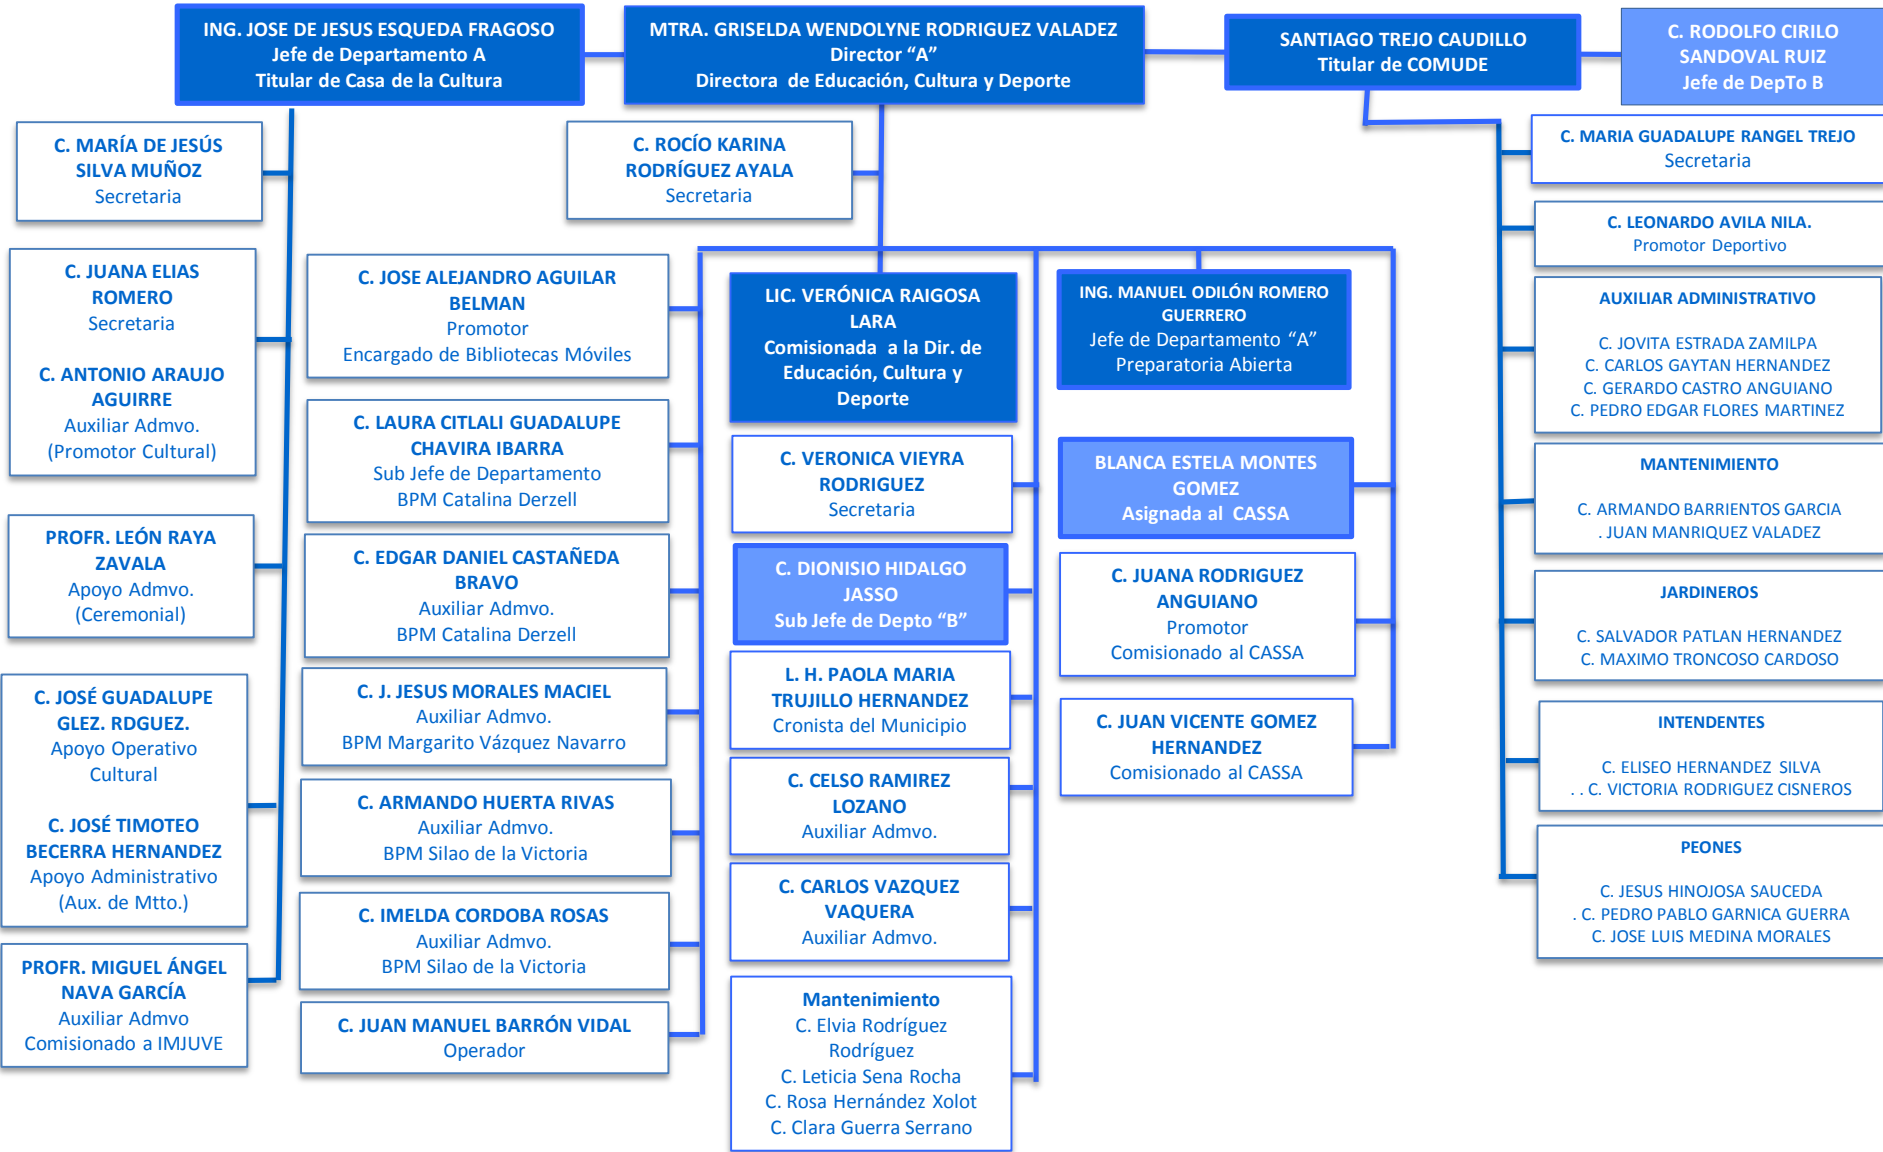 ING. JOSE DE JESUS ESQUEDA FRAGOSO
Jefe de Departamento A
Titular de Casa de la Cultura
MTRA. GRISELDA WENDOLYNE RODRIGUEZ VALADEZ
Director “A”
Directora de Educación, Cultura y Deporte
SANTIAGO TREJO CAUDILLO
Titular de COMUDE
C. RODOLFO CIRILO
SANDOVAL RUIZ
Jefe de DepTo B
C. MARÍA DE JESÚS
SILVA MUÑOZ
Secretaria
C. JUANA ELIAS
ROMERO
Secretaria
C. ANTONIO ARAUJO
AGUIRRE
Auxiliar Admvo.
(Promotor Cultural)
PROFR. LEÓN RAYA
ZAVALA
Apoyo Admvo.
(Ceremonial)
C. JOSÉ GUADALUPE
GLEZ. RDGUEZ.
Apoyo Operativo
Cultural
C. JOSÉ TIMOTEO
BECERRA HERNANDEZ
Apoyo Administrativo
(Aux. de Mtto.)
PROFR. MIGUEL ÁNGEL
NAVA GARCÍA
Auxiliar Admvo
Comisionado a IMJUVE
C. ROCÍO KARINA
RODRÍGUEZ AYALA
Secretaria
C. JOSE ALEJANDRO AGUILAR
BELMAN
Promotor
Encargado de Bibliotecas Móviles
C. LAURA CITLALI GUADALUPE
CHAVIRA IBARRA
Sub Jefe de Departamento
BPM Catalina Derzell
C. EDGAR DANIEL CASTAÑEDA
BRAVO
Auxiliar Admvo.
BPM Catalina Derzell
C. J. JESUS MORALES MACIEL
Auxiliar Admvo.
BPM Margarito Vázquez Navarro
C. ARMANDO HUERTA RIVAS
Auxiliar Admvo.
BPM Silao de la Victoria
C. IMELDA CORDOBA ROSAS
Auxiliar Admvo.
BPM Silao de la Victoria
C. JUAN MANUEL BARRÓN VIDAL
Operador
LIC. VERÓNICA RAIGOSA
LARA
Comisionada a la Dir. de
Educación, Cultura y
Deporte
C. VERONICA VIEYRA
RODRIGUEZ
Secretaria
C. DIONISIO HIDALGO
JASSO
Sub Jefe de Depto “B”
L. H. PAOLA MARIA
TRUJILLO HERNANDEZ
Cronista del Municipio
C. CELSO RAMIREZ
LOZANO
Auxiliar Admvo.
C. CARLOS VAZQUEZ
VAQUERA
Auxiliar Admvo.
Mantenimiento
C. Elvia Rodríguez
Rodríguez
C. Leticia Sena Rocha
C. Rosa Hernández Xolot
C. Clara Guerra Serrano
ING. MANUEL ODILÓN ROMERO
GUERRERO
Jefe de Departamento “A”
Preparatoria Abierta
BLANCA ESTELA MONTES
GOMEZ
Asignada al CASSA
C. JUANA RODRIGUEZ
ANGUIANO
Promotor
Comisionado al CASSA
C. JUAN VICENTE GOMEZ
HERNANDEZ
Comisionado al CASSA
C. MARIA GUADALUPE RANGEL TREJO
Secretaria
C. LEONARDO AVILA NILA.
Promotor Deportivo
AUXILIAR ADMINISTRATIVO
C. JOVITA ESTRADA ZAMILPA
C. CARLOS GAYTAN HERNANDEZ
C. GERARDO CASTRO ANGUIANO
C. PEDRO EDGAR FLORES MARTINEZ
MANTENIMIENTO
C. ARMANDO BARRIENTOS GARCIA
. JUAN MANRIQUEZ VALADEZ
JARDINEROS
C. SALVADOR PATLAN HERNANDEZ
C. MAXIMO TRONCOSO CARDOSO
INTENDENTES
C. ELISEO HERNANDEZ SILVA
. . C. VICTORIA RODRIGUEZ CISNEROS
PEONES
C. JESUS HINOJOSA SAUCEDA
. C. PEDRO PABLO GARNICA GUERRA
C. JOSE LUIS MEDINA MORALES